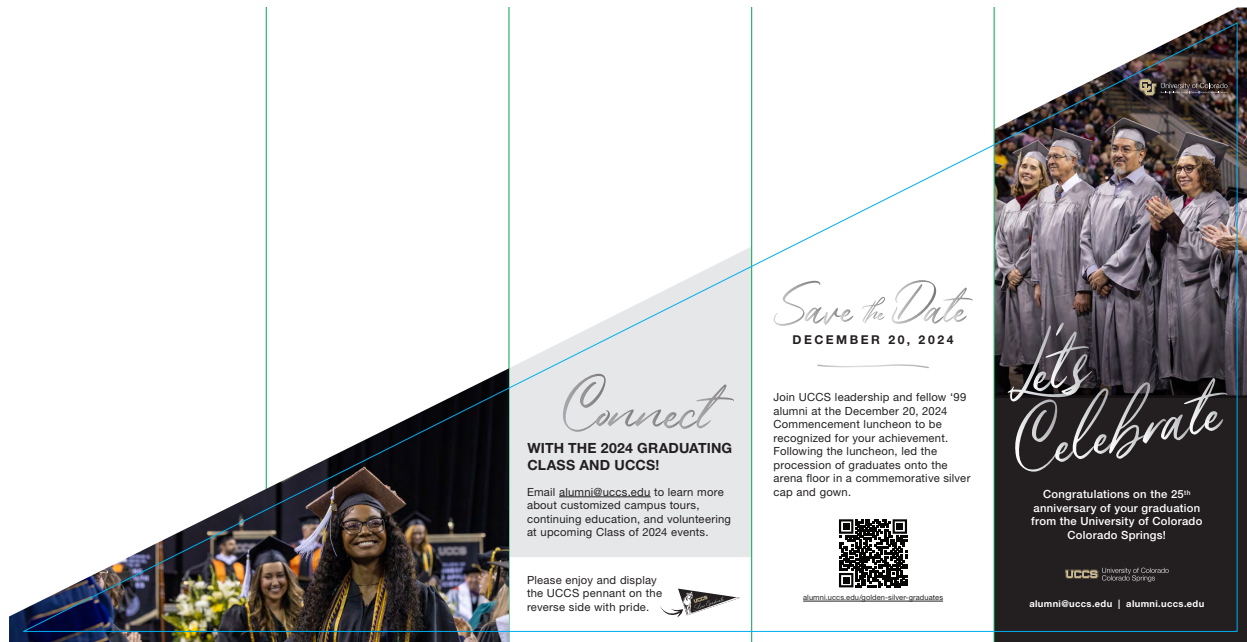 UCCS
Connect
WITH THE 2024 GRADUATING
CLASS AND UCCS!
Email alumni@uccs.edu to learn more
about customized campus tours,
continuing education, and volunteering
at upcoming Class of 2024 events.
Please enjoy and display
the UCCS pennant on the
reverse side with pride.
UCCS
Save the Date
DECEMBER 20, 2024
Join UCCS leadership and fellow ‘99
alumni at the December 20, 2024
Commencement luncheon to be
recognized for your achievement.
Following the luncheon, led the
procession of graduates onto the
arena floor in a commemorative silver
cap and gown.
alumni.uccs.edu/golden-silver-graduates
University of Colorado
Let's
Celebrate
Congratulations on the 25th
anniversary of your graduation
from the University of Colorado
Colorado Springs!
UCCS University of Colorado
Colorado Springs
alumni@uccs.edu | alumni.uccs.edu